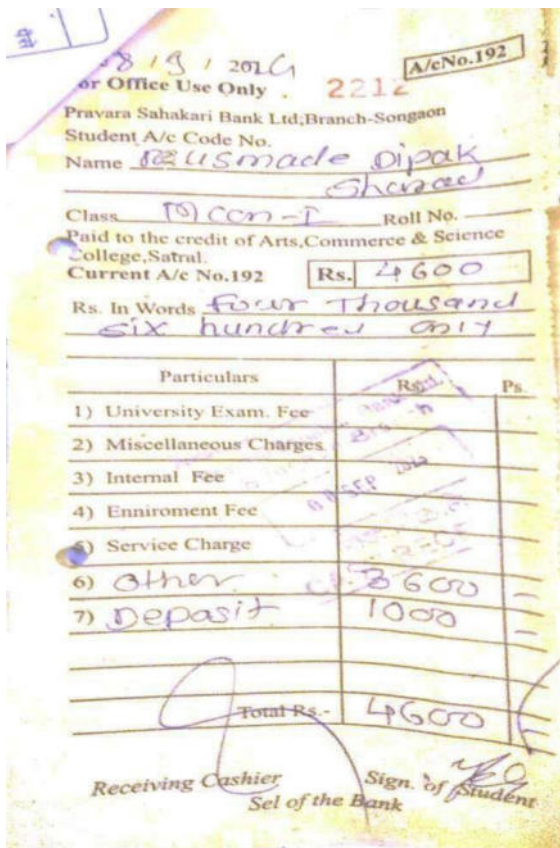 8 / 9 / 202
A/cNo.192
or Office Use Only . 2212
Pravara Sahakari Bank Ltd;Branch-Songaon
Student A/c Code No.
Name Dipak
Sharad
Class M com-I Roll No.
Paid to the credit of Arts,Commerce & Science
College,Satral.
Current A/c No.192 Rs. 4600
Rs. In Words Four Thousand
six hundred only
Particulars Rs. Ps.
1) University Exam. Fee
2) Miscellaneous Charges
3) Internal Fee
SEP
4) Enniroment Fee
5) Service Charge
6) Other 3600 =
7) Deposit 1000 =
Total Rs.- 4600
Receiving Cashier Sign. of Student
Sel of the Bank